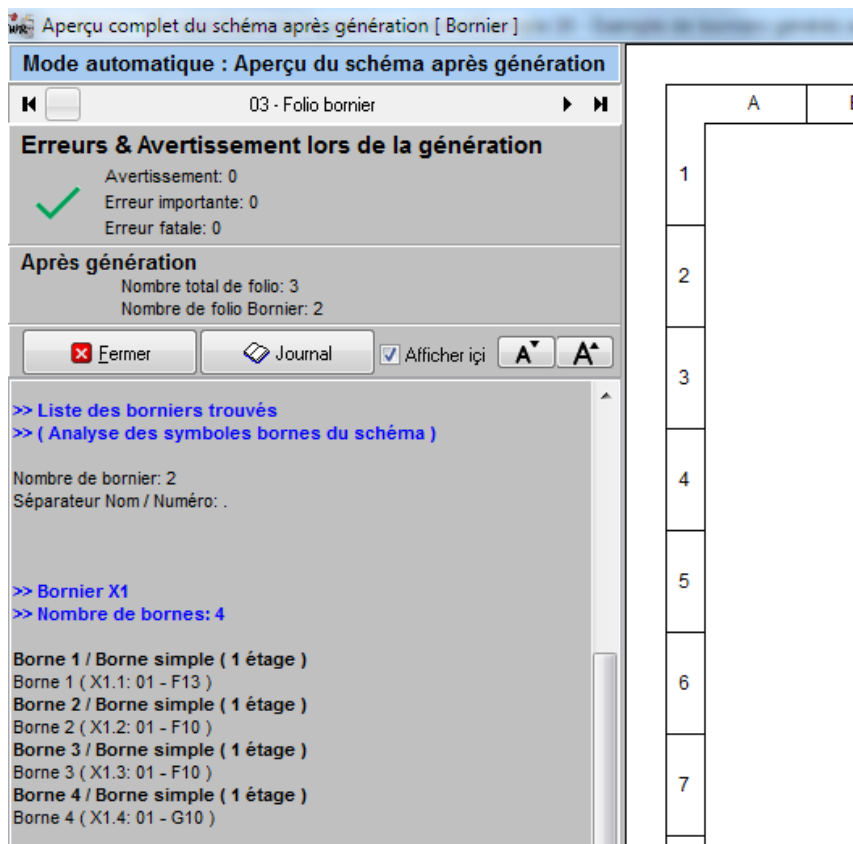 Aperçu complet du schéma après génération [ Bornier ]
Mode automatique : Aperçu du schéma après génération
03 - Folio bornier
Erreurs & Avertissement lors de la génération
Avertissement: 0
Erreur importante: 0
Erreur fatale: 0
Après génération
Nombre total de folio: 3
Nombre de folio Bornier: 2
Fermer
Journal
Afficher içi
A
A
>> Liste des borniers trouvés
>> ( Analyse des symboles bornes du schéma )
Nombre de bornier: 2
Séparateur Nom / Numéro: .
>> Bornier X1
>> Nombre de bornes: 4
Borne 1 / Borne simple ( 1 étage )
Borne 1 ( X1.1: 01 - F13 )
Borne 2 / Borne simple ( 1 étage )
Borne 2 ( X1.2: 01 - F10 )
Borne 3 / Borne simple ( 1 étage )
Borne 3 ( X1.3: 01 - F10 )
Borne 4 / Borne simple ( 1 étage )
Borne 4 ( X1.4: 01 - G10 )
A
1
2
3
4
5
6
7